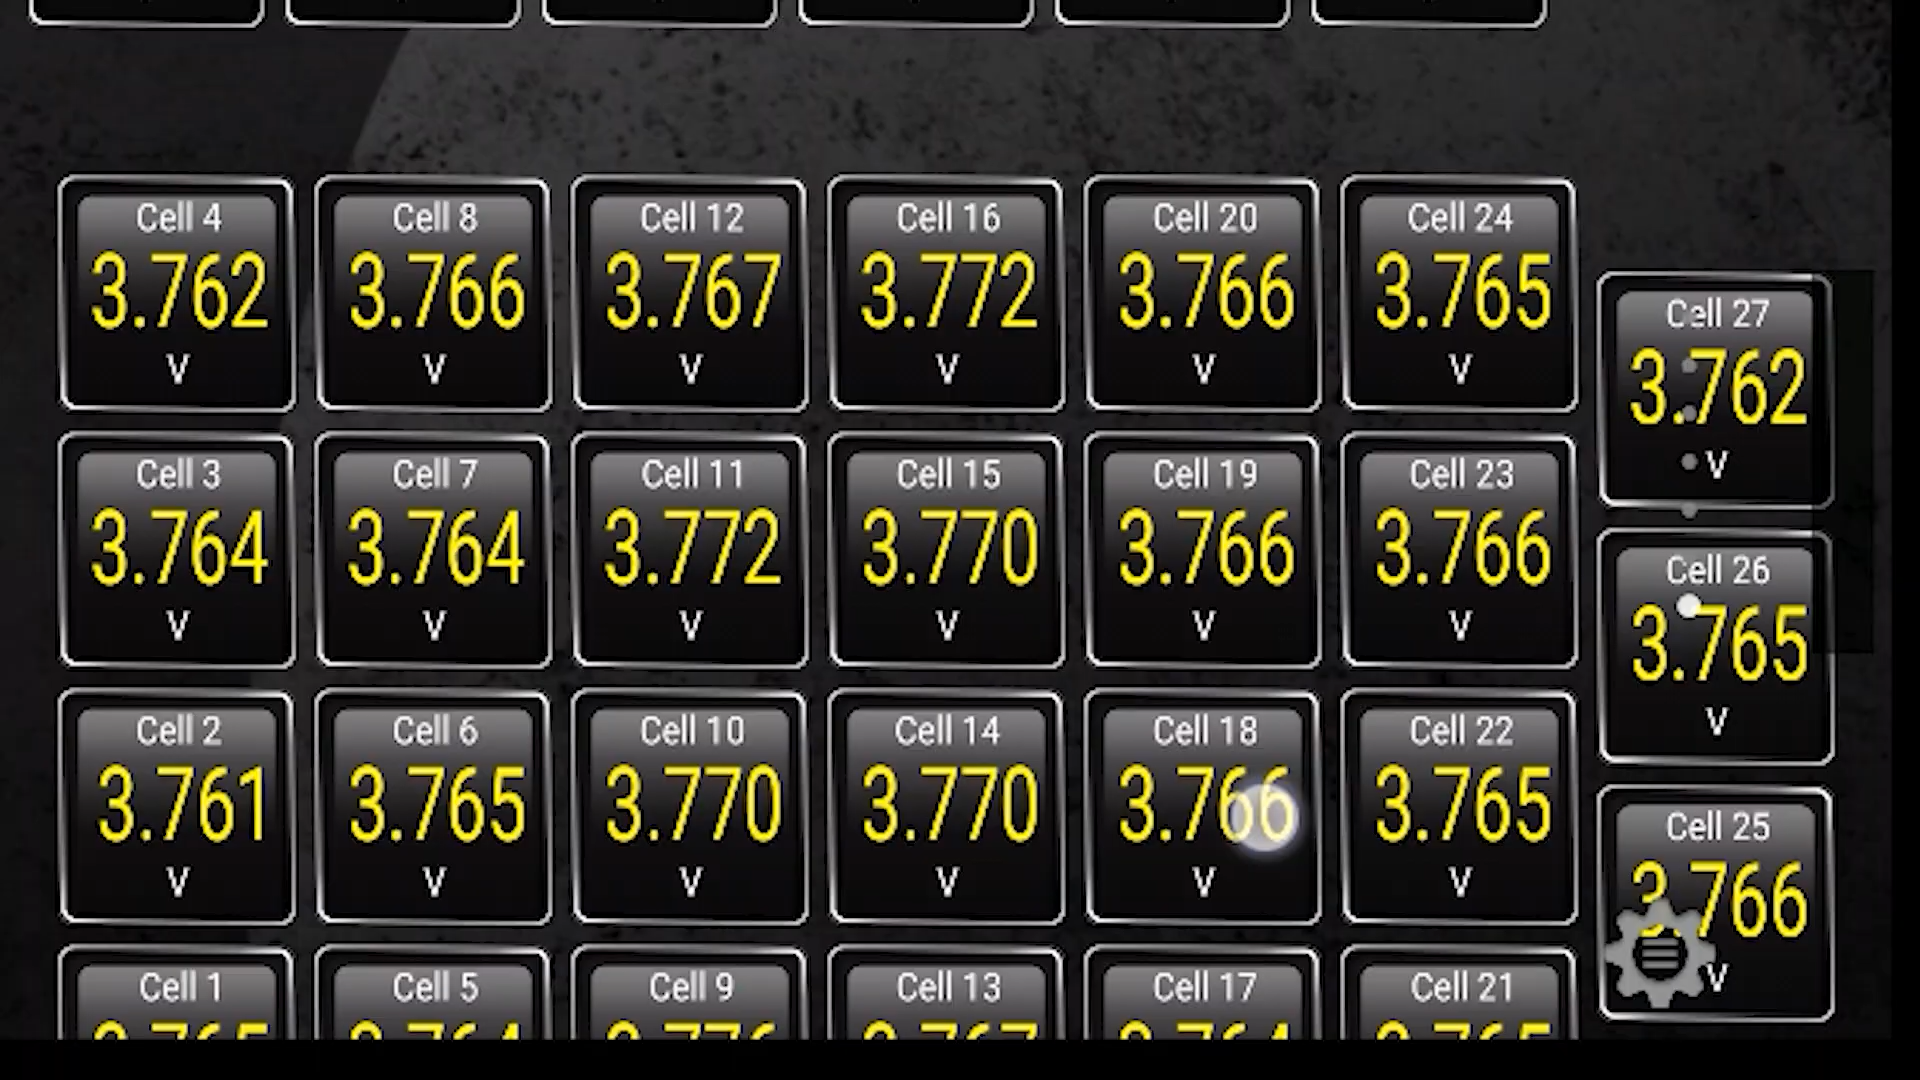 Cell 4 Cell 8 Cell 12 Cell 16 Cell 20 Cell 24
3.762 3.766 3.767 3.772 3.766 3.765
V V V V V V
Cell 27
3.762
V
Cell 3 Cell 7 Cell 11 Cell 15 Cell 19 Cell 23
3.764 3.764 3.772 3.770 3.766 3.766
V V V V V V
Cell 26
3.765
V
Cell 2 Cell 6 Cell 10 Cell 14 Cell 18 Cell 22
3.761 3.765 3.770 3.770 3.766 3.765
V V V V V V
Cell 25
3.766
V
Cell 1 Cell 5 Cell 9 Cell 13 Cell 17 Cell 21